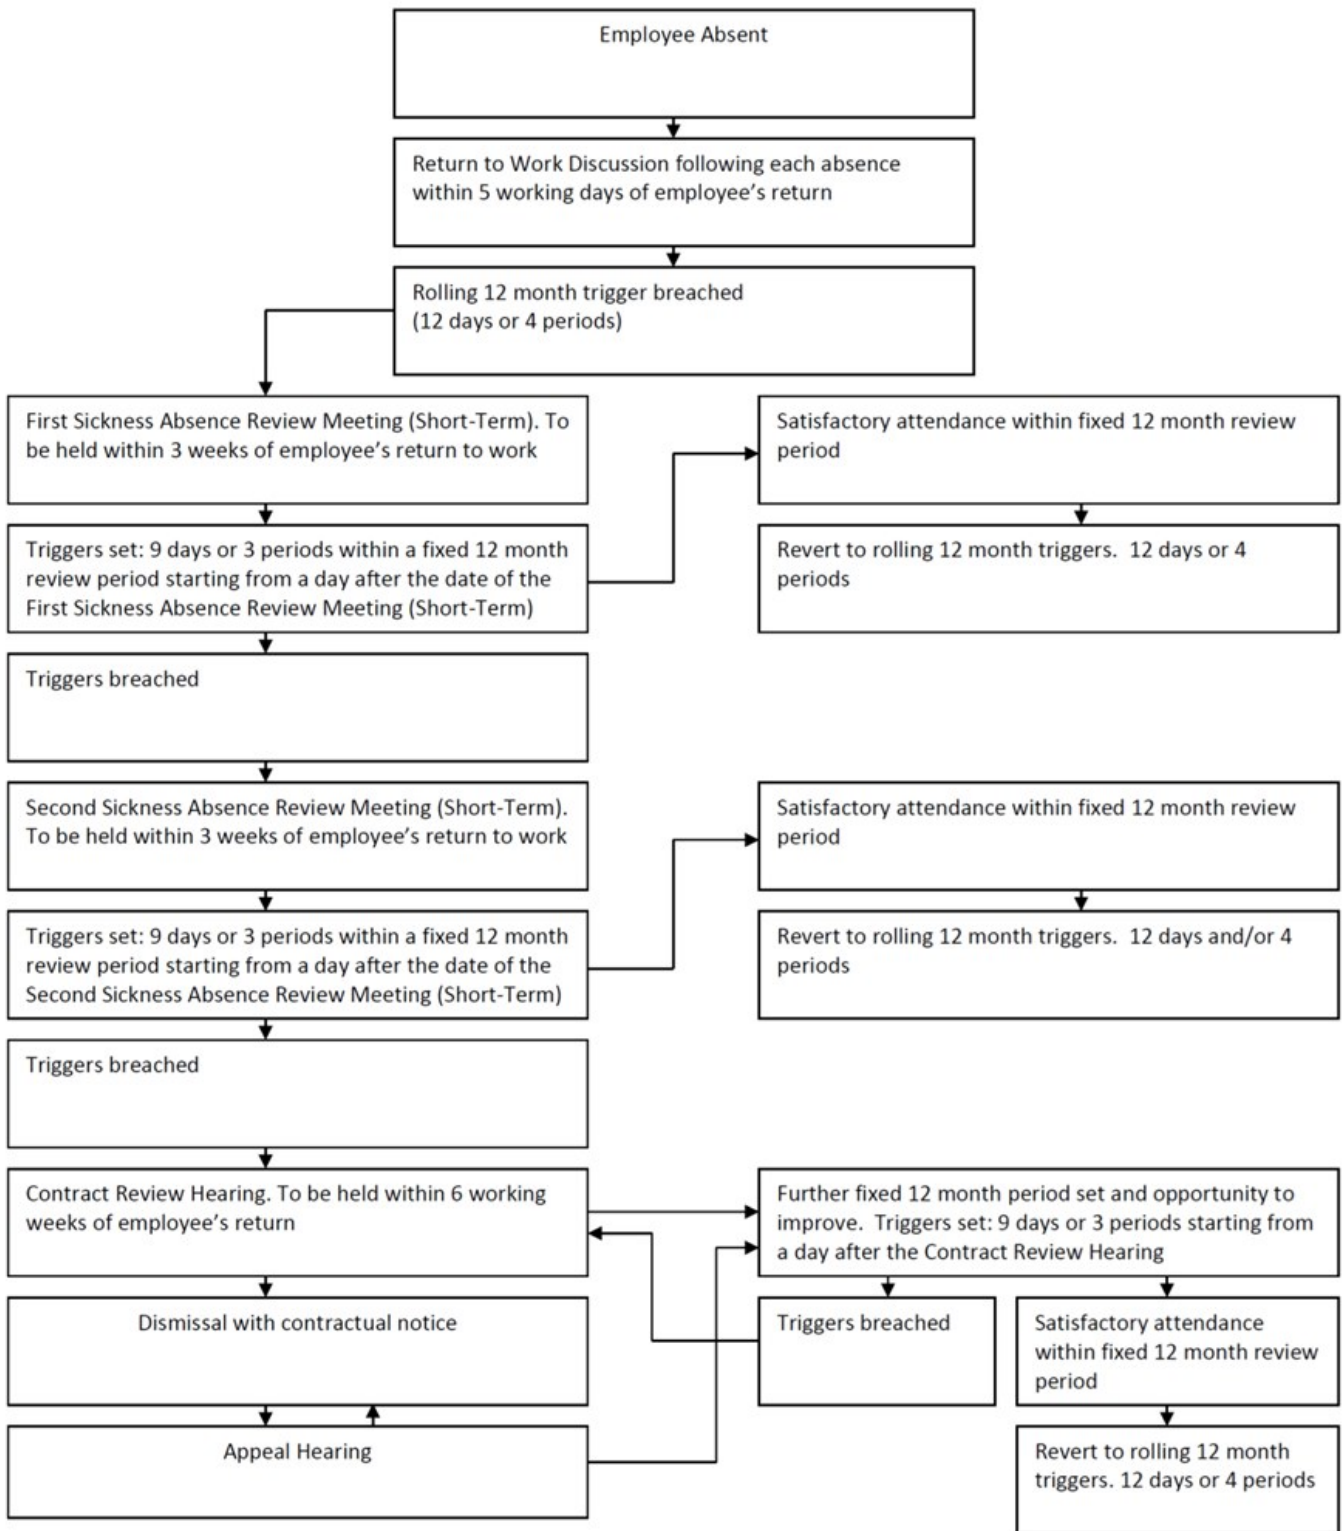 Employee Absent
Return to Work Discussion following each absence
within 5 working days of employee’s return
Rolling 12 month trigger breached
(12 days or 4 periods)
First Sickness Absence Review Meeting (Short-Term). To
be held within 3 weeks of employee’s return to work
Satisfactory attendance within fixed 12 month review
period
Triggers set: 9 days or 3 periods within a fixed 12 month
review period starting from a day after the date of the
First Sickness Absence Review Meeting (Short-Term)
Revert to rolling 12 month triggers.  12 days or 4
periods
Triggers breached
Second Sickness Absence Review Meeting (Short-Term).
To be held within 3 weeks of employee’s return to work
Satisfactory attendance within fixed 12 month review
period
Triggers set: 9 days or 3 periods within a fixed 12 month
review period starting from a day after the date of the
Second Sickness Absence Review Meeting (Short-Term)
Revert to rolling 12 month triggers.  12 days and/or 4
periods
Triggers breached
Contract Review Hearing. To be held within 6 working
weeks of employee’s return
Further fixed 12 month period set and opportunity to
improve.  Triggers set: 9 days or 3 periods starting from
a day after the Contract Review Hearing
Dismissal with contractual notice
Triggers breached
Satisfactory attendance
within fixed 12 month review
period
Appeal Hearing
Revert to rolling 12 month
triggers. 12 days or 4 periods